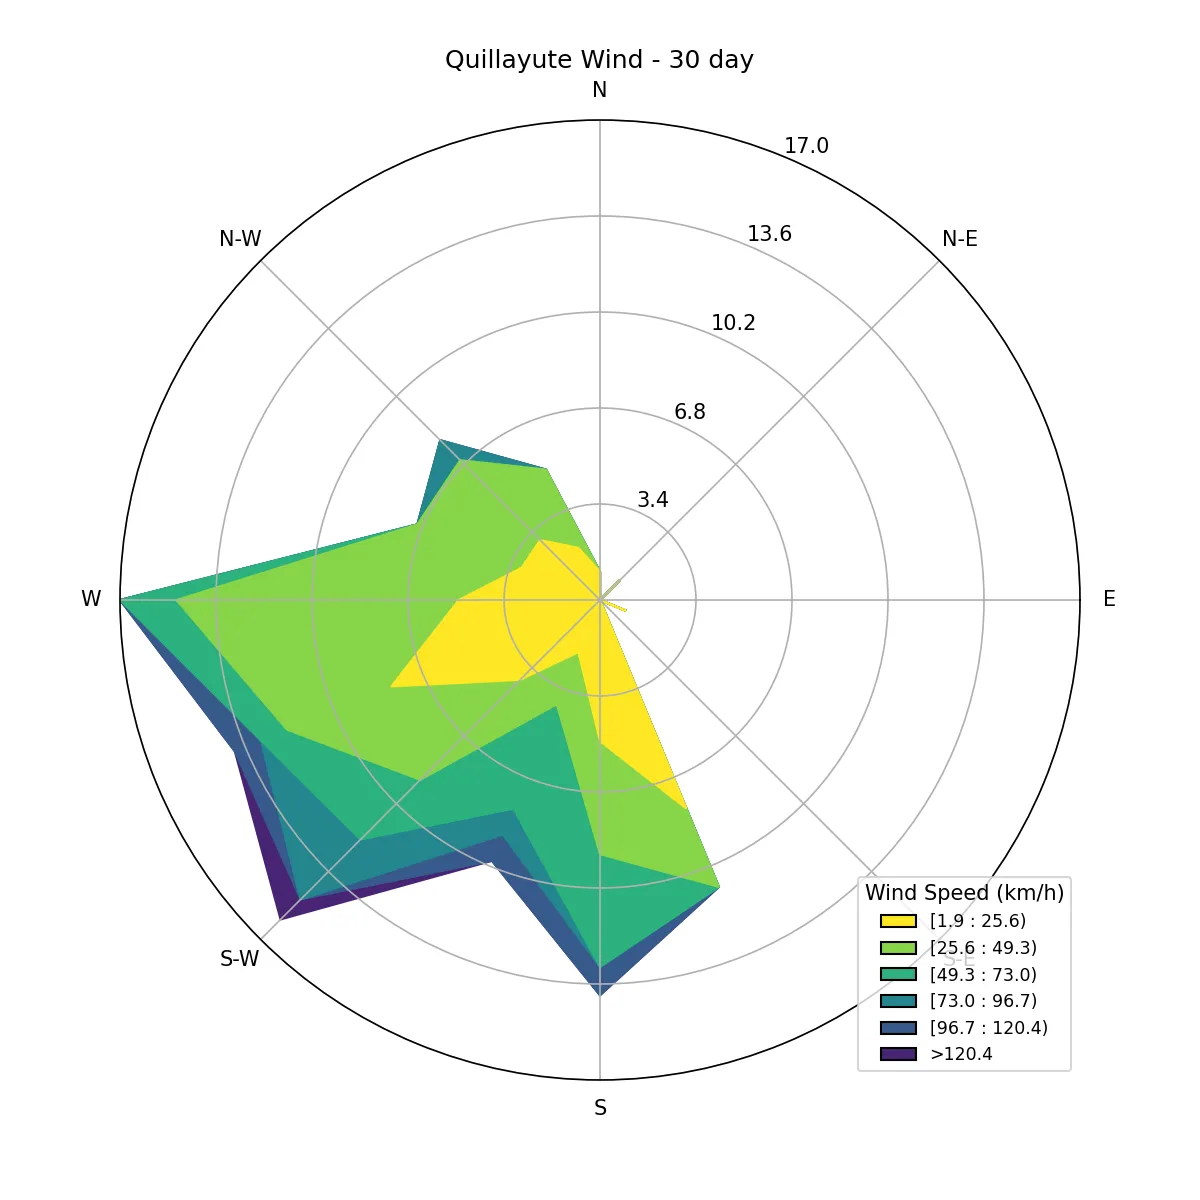 Quillayute Wind - 30 day
N
17.0
N-W
N-E
13.6
10.2
6.8
3.4
W
E
S-W
S-E
S
Wind Speed (km/h)
[1.9 : 25.6)
[25.6 : 49.3)
[49.3 : 73.0)
[73.0 : 96.7)
[96.7 : 120.4)
>120.4